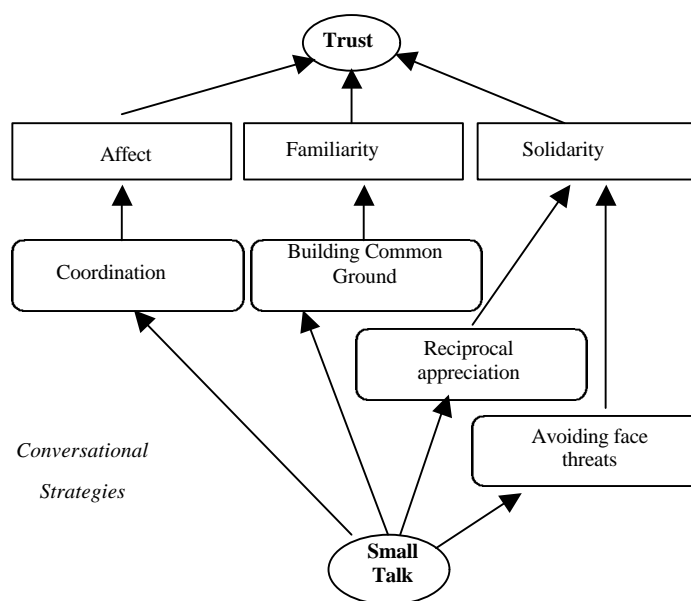 Trust
Affect
Familiarity
Solidarity
Coordination
Building Common
Ground
Reciprocal
appreciation
Avoiding face
threats
Conversational
Strategies
Small
Talk